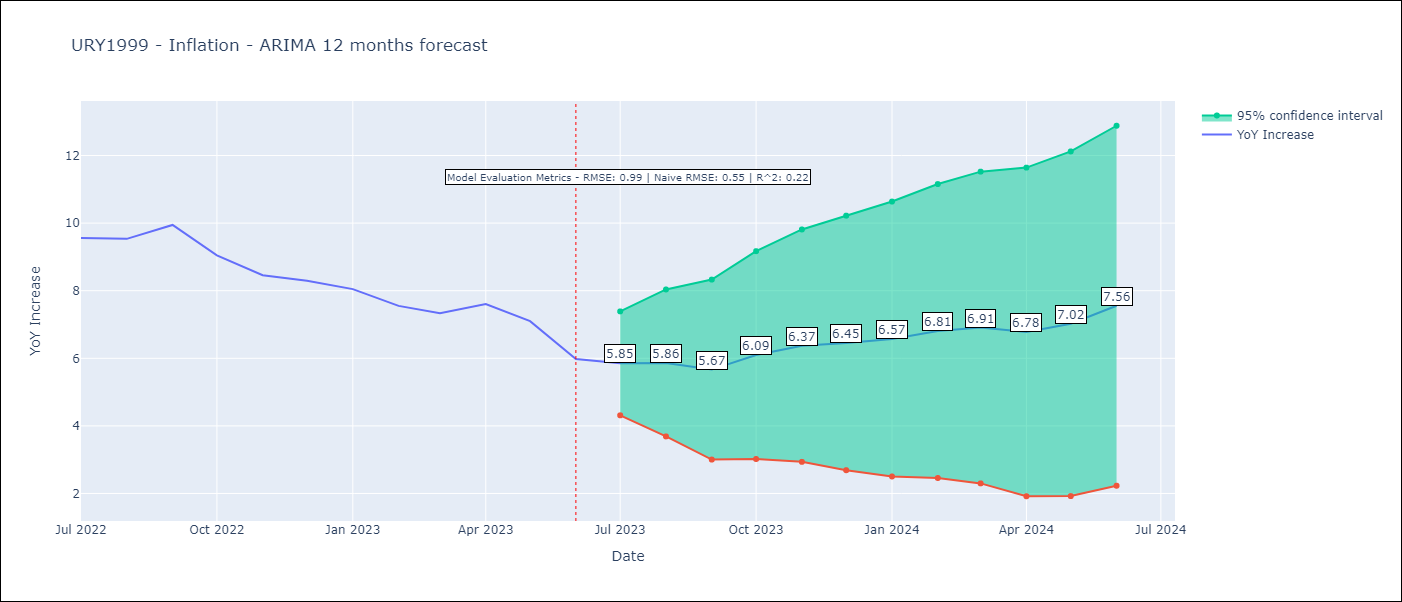 URY1999 - Inflation - ARIMA 12 months forecast
95% confidence interval
YoY Increase
Model Evaluation Metrics - RMSE: 0.99 | Naive RMSE: 0.55 | R^2: 0.22
YoY Increase
12
10
8
6
4
2
5.85
5.86
5.67
6.09
6.37
6.45
6.57
6.81
6.91
6.78
7.02
7.56
Jul 2022
Oct 2022
Jan 2023
Apr 2023
Jul 2023
Oct 2023
Jan 2024
Apr 2024
Jul 2024
Date